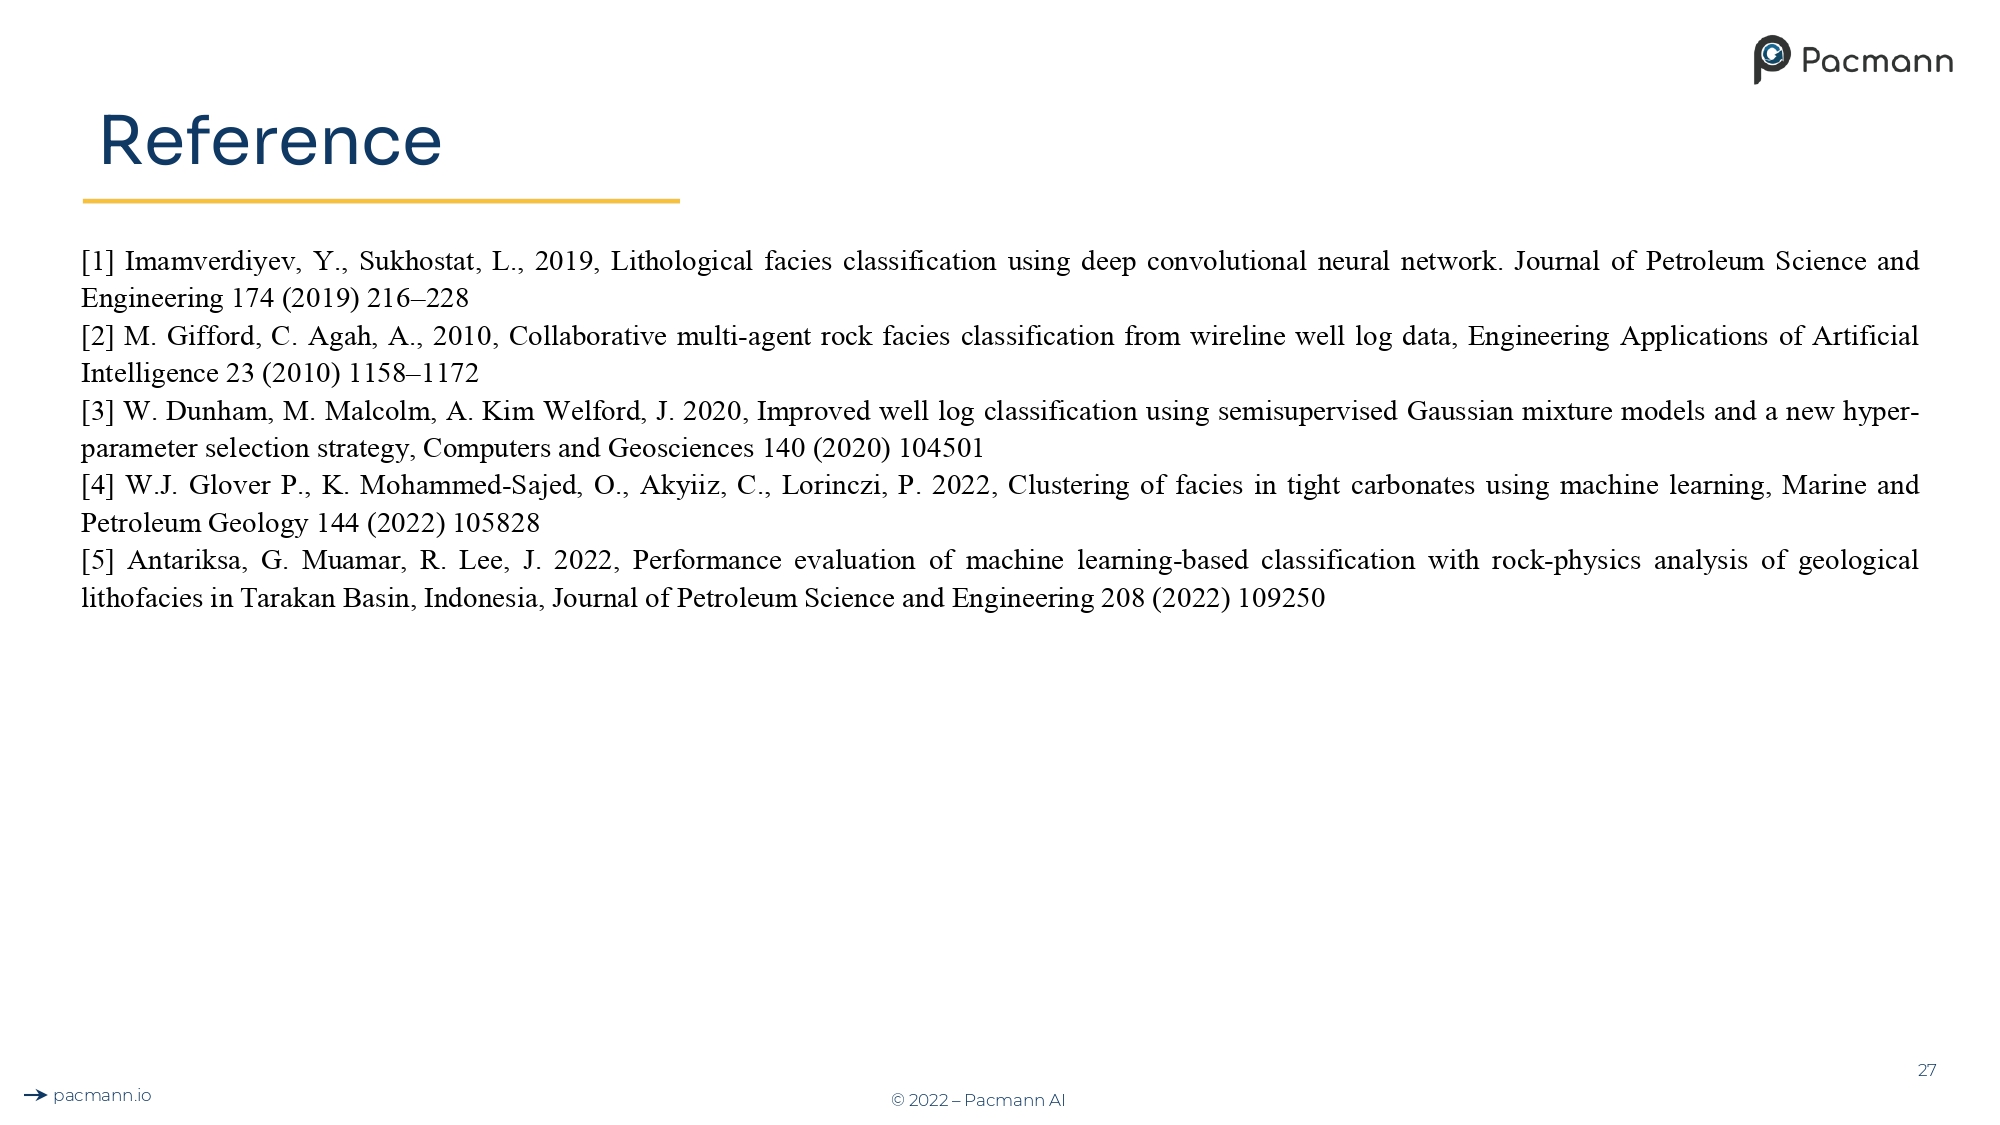 Pacmann
Reference
[1] Imamverdiyev, Y., Sukhostat, L., 2019, Lithological facies classification using deep convolutional neural network. Journal of Petroleum Science and
Engineering 174 (2019) 216–228
[2] M. Gifford, C. Agah, A., 2010, Collaborative multi-agent rock facies classification from wireline well log data, Engineering Applications of Artificial
Intelligence 23 (2010) 1158–1172
[3] W. Dunham, M. Malcolm, A. Kim Welford, J. 2020, Improved well log classification using semisupervised Gaussian mixture models and a new hyper-
parameter selection strategy, Computers and Geosciences 140 (2020) 104501
[4] W.J. Glover P., K. Mohammed-Sajed, O., Akyiiz, C., Lorinczi, P. 2022, Clustering of facies in tight carbonates using machine learning, Marine and
Petroleum Geology 144 (2022) 105828
[5] Antariksa, G. Muamar, R. Lee, J. 2022, Performance evaluation of machine learning-based classification with rock-physics analysis of geological
lithofacies in Tarakan Basin, Indonesia, Journal of Petroleum Science and Engineering 208 (2022) 109250
27
pacmann.io
© 2022 – Pacmann AI